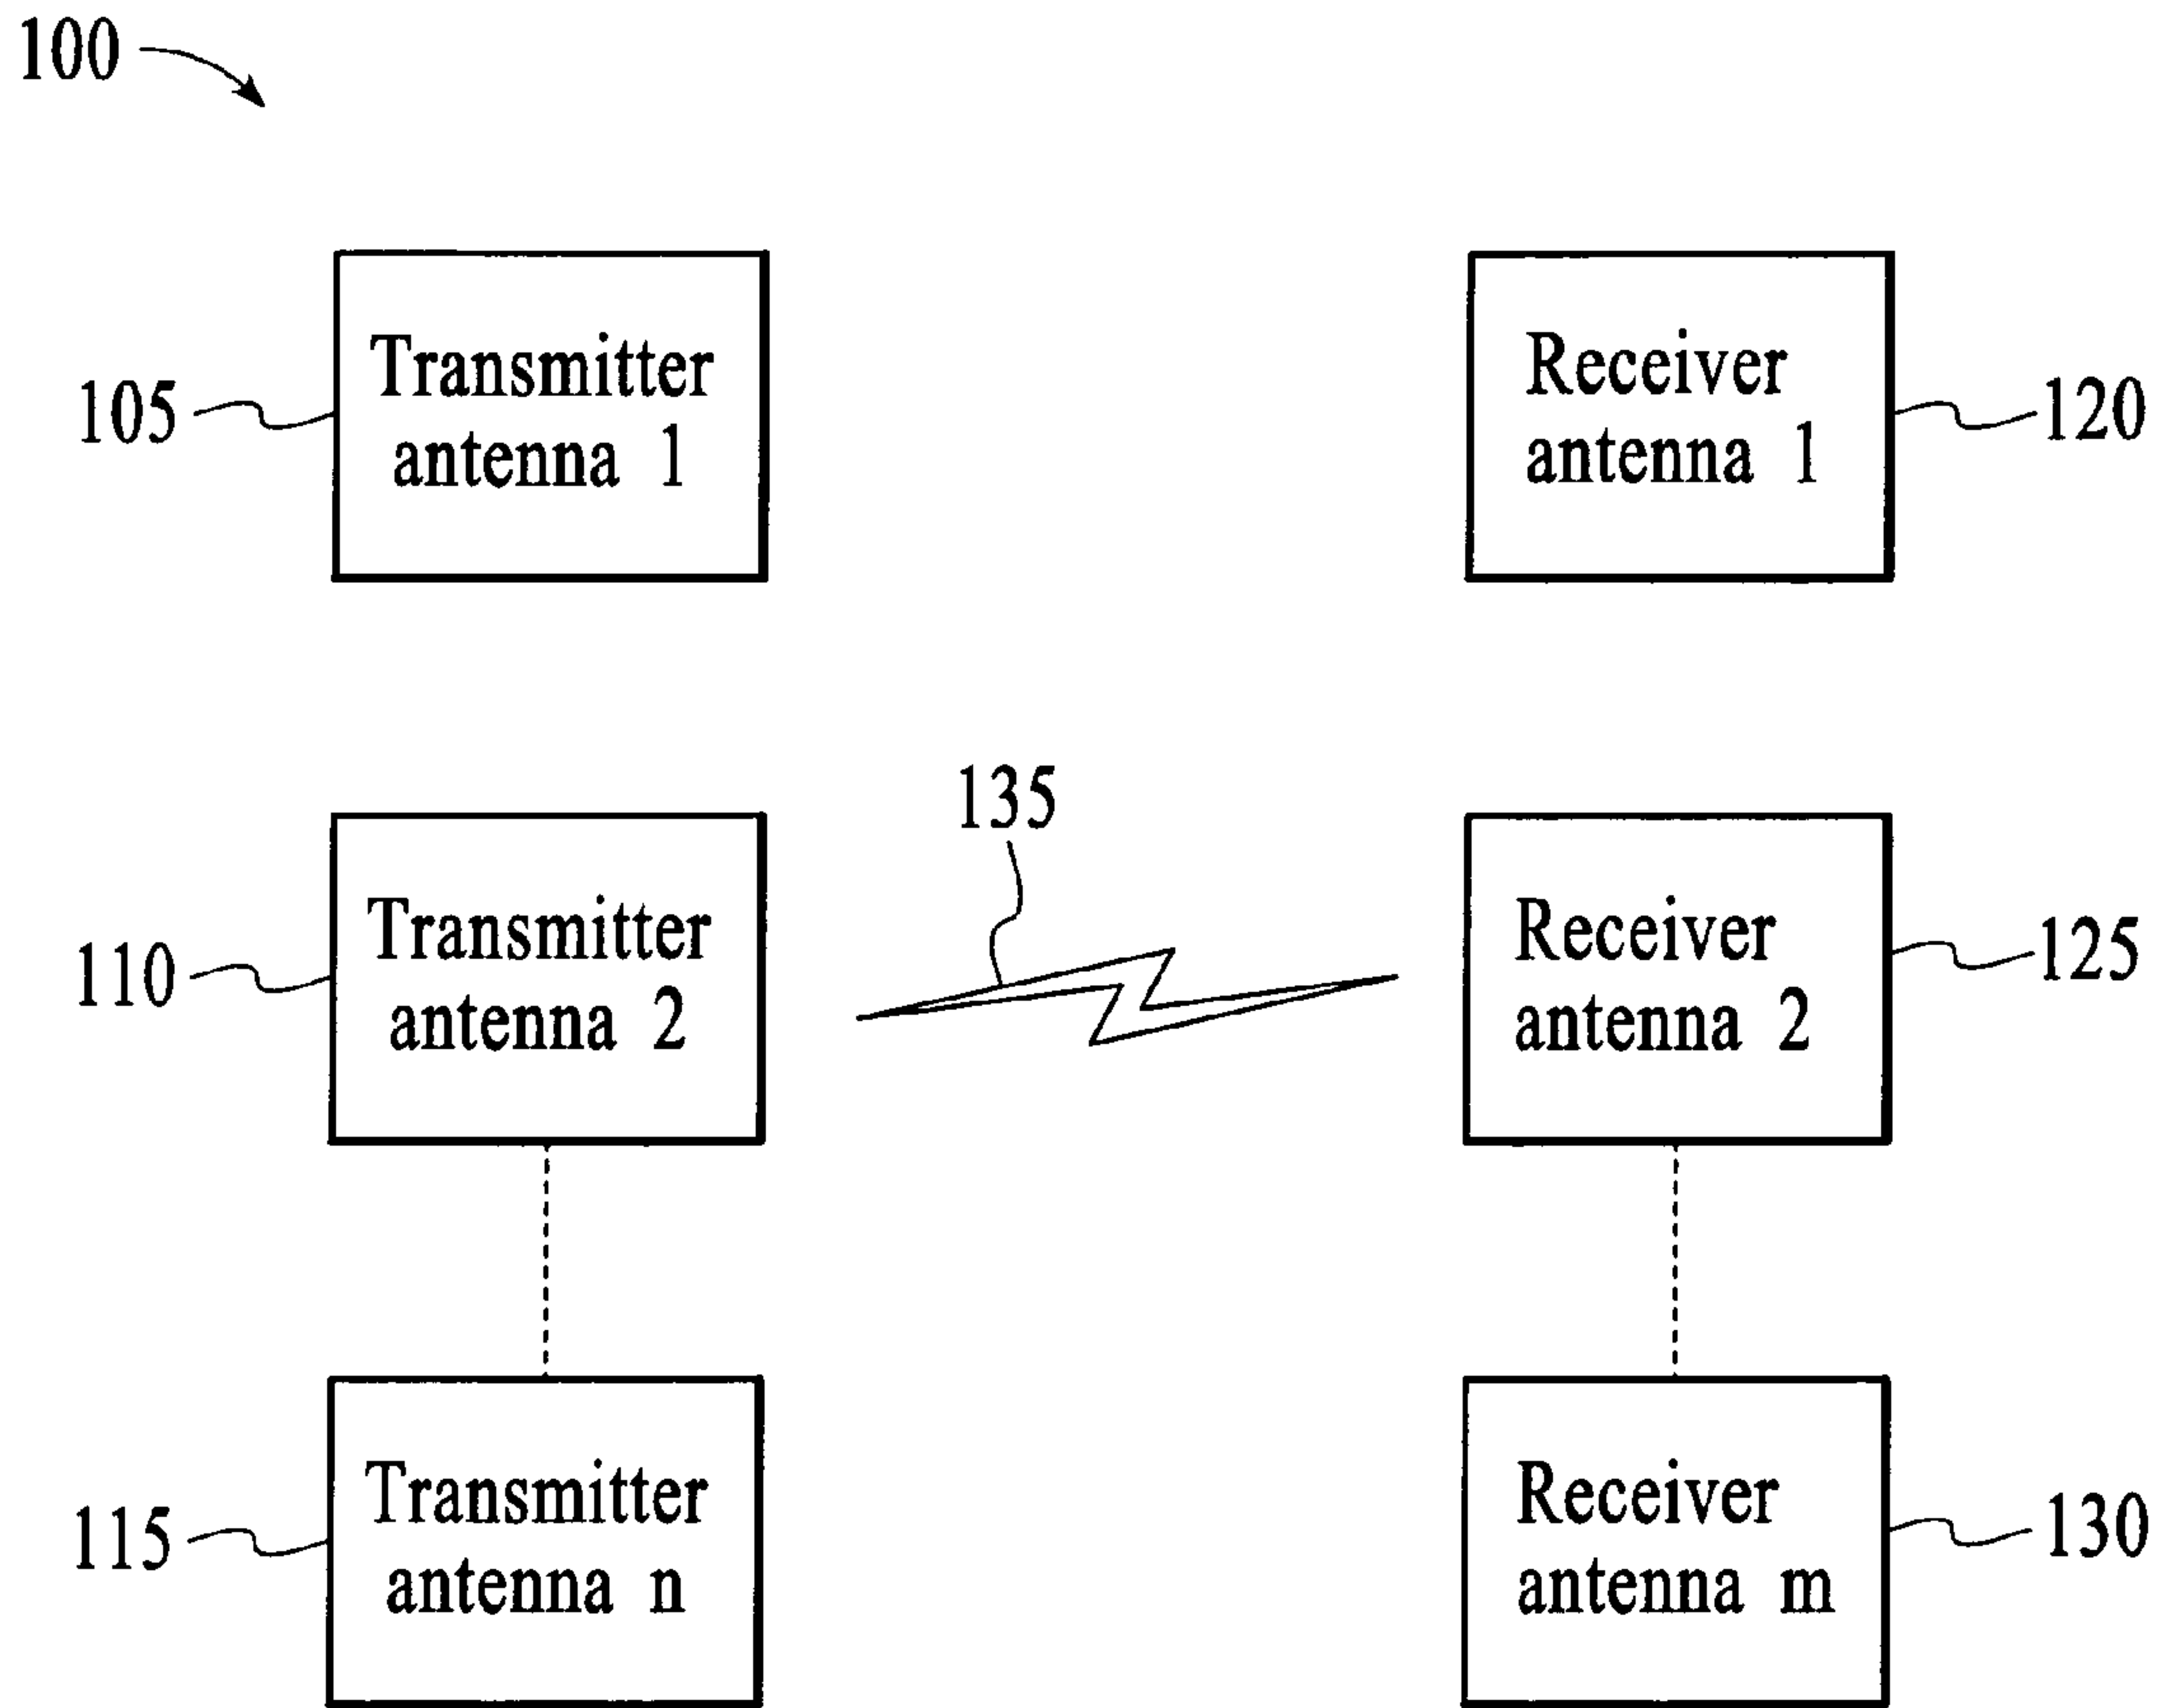 100
Transmitter
antenna 1
105
Receiver
antenna 1
120
135
Transmitter
antenna 2
110
Receiver
antenna 2
125
Transmitter
antenna n
115
Receiver
antenna m
130